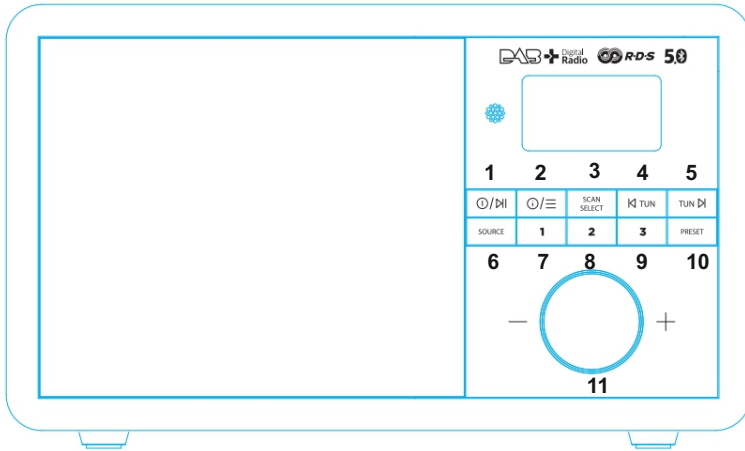 DAB+ Digital Radio R·D·S 5.0
1 2 3 4 5
/ / SCAN SELECT TUN TUN
SOURCE 1 2 3 PRESET
6 7 8 9 10
− +
11